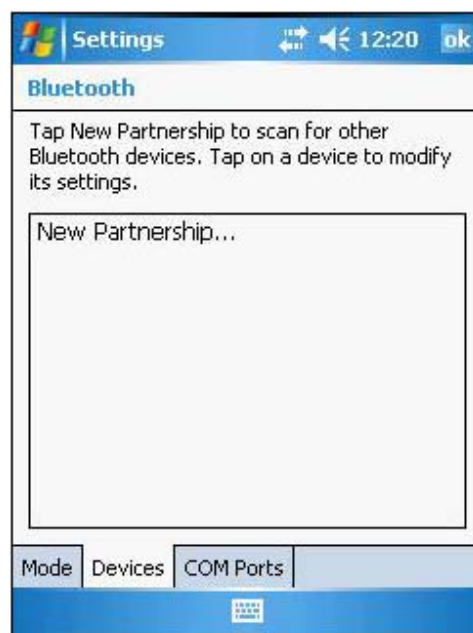 Settings 12:20 ok
Bluetooth
Tap New Partnership to scan for other
Bluetooth devices. Tap on a device to modify
its settings.
New Partnership...
Mode Devices COM Ports